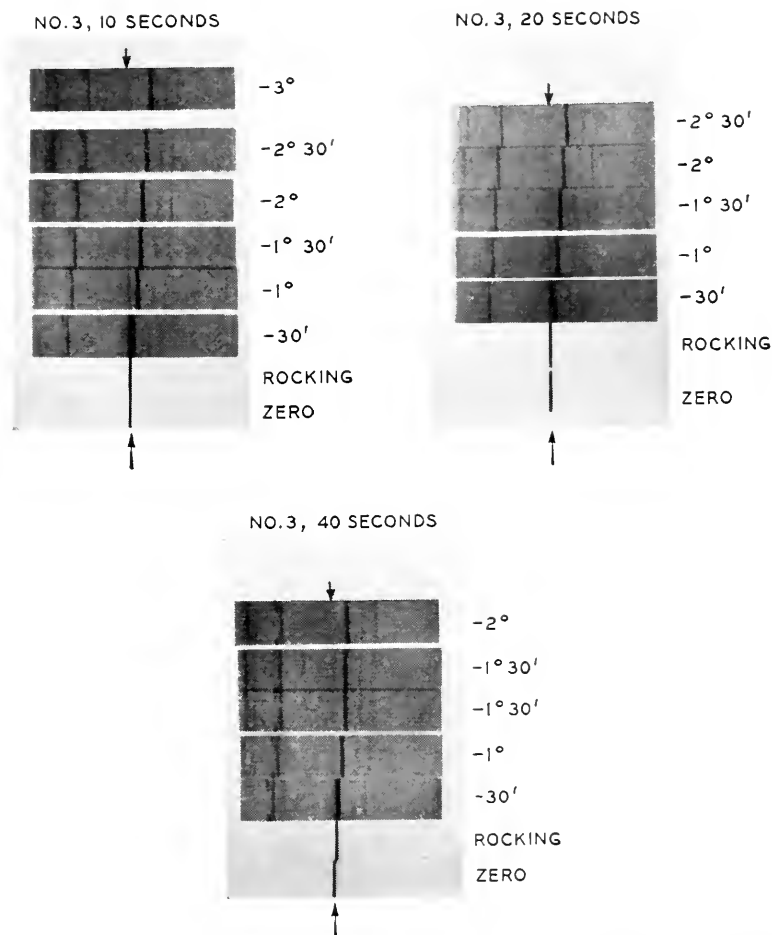 NO.3, 10 SECONDS
-3°
-2° 30'
-2°
-1° 30'
-1°
-30'
ROCKING
ZERO
NO.3, 20 SECONDS
-2° 30'
-2°
-1° 30'
-1°
-30'
ROCKING
ZERO
NO.3, 40 SECONDS
-2°
-1° 30'
-1° 30'
-1°
-30'
ROCKING
ZERO